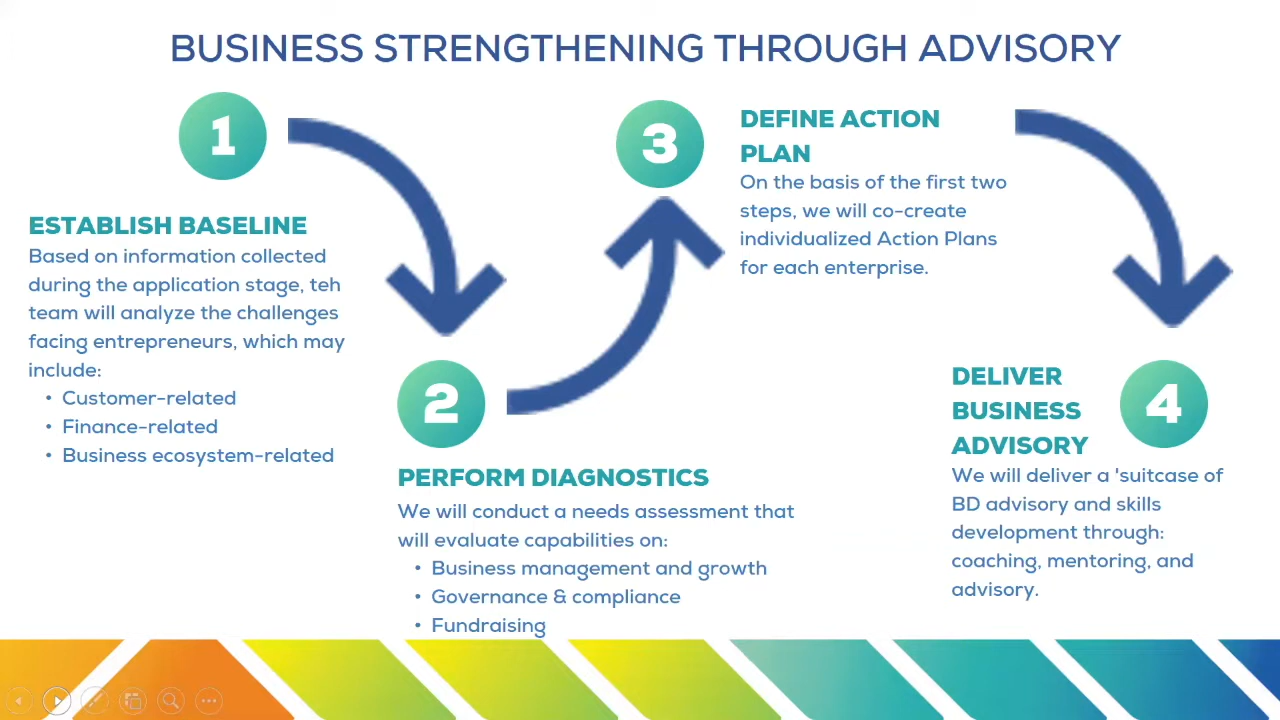 BUSINESS STRENGTHENING THROUGH ADVISORY
1
ESTABLISH BASELINE
Based on information collected
during the application stage, teh
team will analyze the challenges
facing entrepreneurs, which may
include:
• Customer-related
• Finance-related
• Business ecosystem-related
2
PERFORM DIAGNOSTICS
We will conduct a needs assessment that
will evaluate capabilities on:
• Business management and growth
• Governance & compliance
• Fundraising
3
DEFINE ACTION
PLAN
On the basis of the first two
steps, we will co-create
individualized Action Plans
for each enterprise.
4
DELIVER
BUSINESS
ADVISORY
We will deliver a 'suitcase of
BD advisory and skills
development through:
coaching, mentoring, and
advisory.